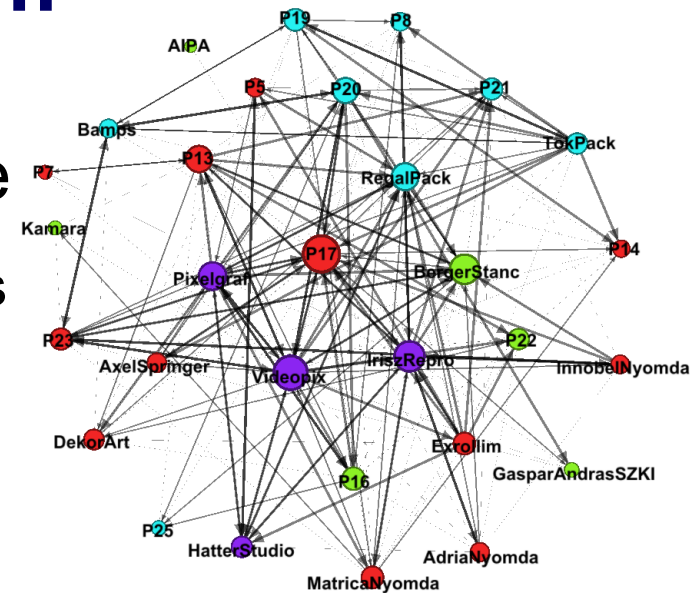 P19
P8
AIPA
P5
P20
P21
Bamps
TokPack
P13
P7
RegalPack
Kamara
P17
P14
Pixelgraf
BergerStanc
P23
AxelSpringer
Videopix
IriszRepro
P22
InnobelNyomda
DekorArt
Exrollim
P16
GasparAndrasSZKI
P25
HatterStudio
AdriaNyomda
MatricaNyomda